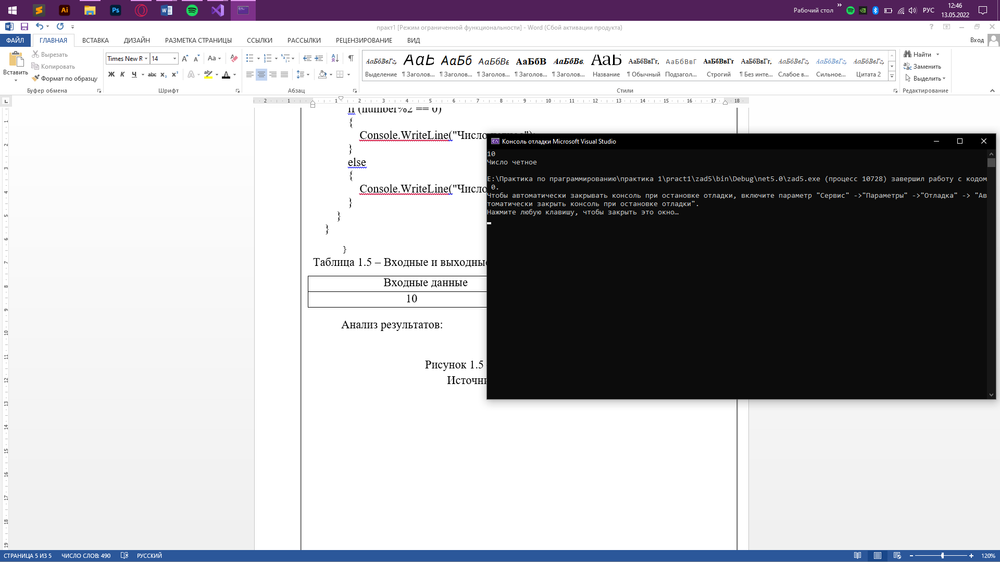 Рабочий стол
»
РУС
12:46
13.05.2022
практ1 [Режим ограниченной функциональности] - Word (Сбой активации продукта)
ФАЙЛ ГЛАВНАЯ ВСТАВКА ДИЗАЙН РАЗМЕТКА СТРАНИЦЫ ССЫЛКИ РАССЫЛКИ РЕЦЕНЗИРОВАНИЕ ВИД Вход
Вставить
Вырезать
Копировать
Формат по образцу
Буфер обмена
Times New R 14
Ж К Ч abc x₂ x²
Шрифт
Абзац
АаБбВвГг, АаБ АаБб АаБбВв АаБбВ АаБбВв. АаБ АаБбВвГг, АаБбВвГ АаБбВвГг, АаБбВвГг АаБбВвГг, АаБбВвГг, АаБбВвГг, АаБбВвГг,
Выделение ¶ Заголов... ¶ Заголов... ¶ Заголов... ¶ Заголов... ¶ Заголов... Название ¶ Обычный Подзагол... Строгий ¶ Без инте... Слабое в... Сильное... Цитата 2
Стили
Найти
Заменить
Выделить
Редактирование
if (number%2 == 0)
{
Console.WriteLine("Число
}
else
{
Console.WriteLine("Число
}
}
}
}
Таблица 1.5 – Входные и выходные
Входные данные
10
Анализ результатов:
Рисунок 1.5
Источни
Консоль отладки Microsoft Visual Studio
10
Число четное
E:\Практика по праграммированию\практика 1\pract1\zad5\bin\Debug\net5.0\zad5.exe (процесс 10728) завершил работу с кодом
0.
Чтобы автоматически закрывать консоль при остановке отладки, включите параметр "Сервис" ->"Параметры" ->"Отладка" -> "Ав
томатически закрыть консоль при остановке отладки".
Нажмите любую клавишу, чтобы закрыть это окно…
СТРАНИЦА 5 ИЗ 5 ЧИСЛО СЛОВ: 490 РУССКИЙ 120%